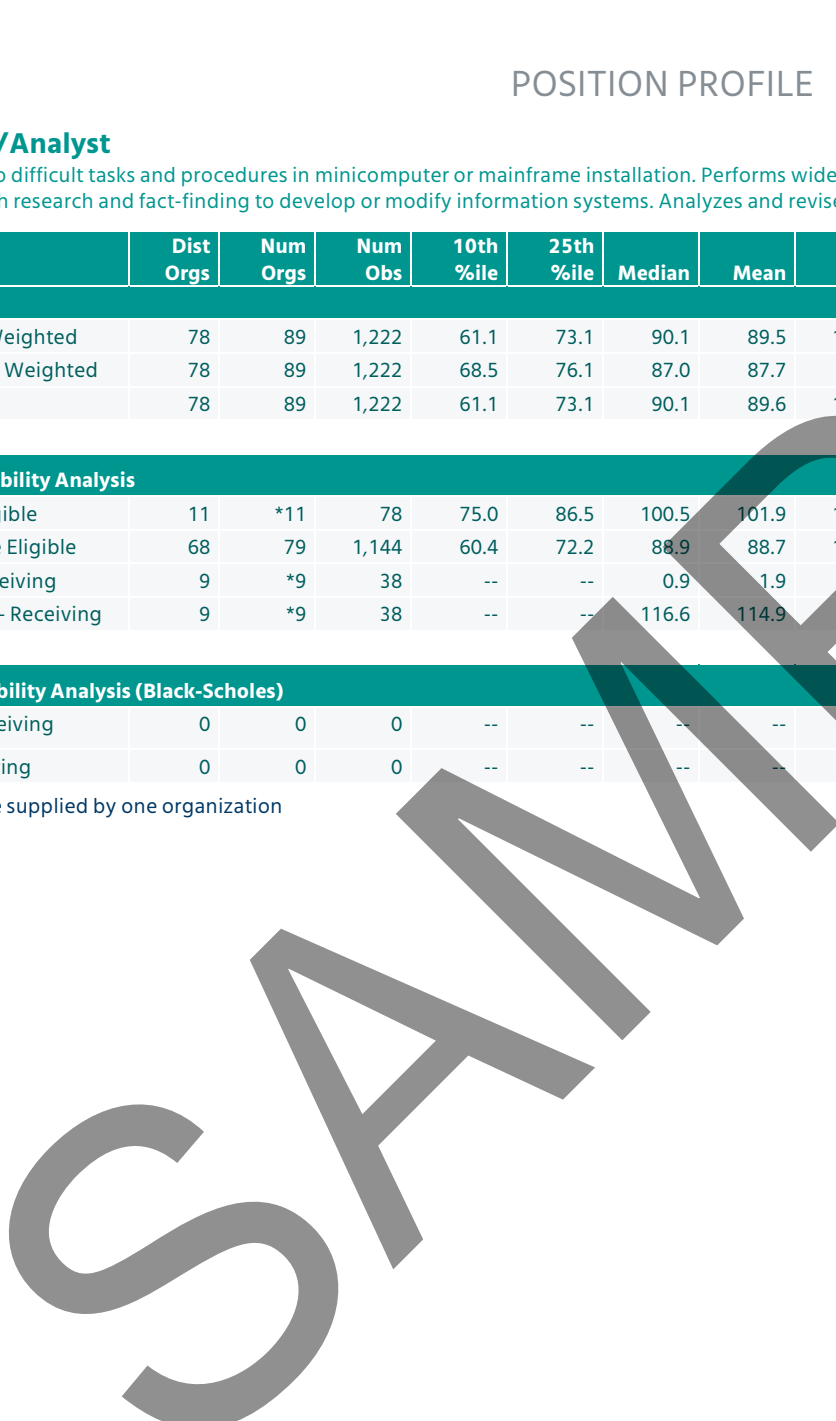 POSITION PROFILE
/Analyst
difficult tasks and procedures in minicomputer or mainframe installation. Performs wide
research and fact-finding to develop or modify information systems. Analyzes and revise
Dist Num Num 10th 25th
Orgs Orgs Obs %ile %ile Median Mean
Weighted 78 89 1,222 61.1 73.1 90.1 89.5
Weighted 78 89 1,222 68.5 76.1 87.0 87.7
78 89 1,222 61.1 73.1 90.1 89.6
bility Analysis
gible 11 *11 78 75.0 86.5 100.5 101.9
Eligible 68 79 1,144 60.4 72.2 88.9 88.7
eiving 9 *9 38 -- -- 0.9 1.9
- Receiving 9 *9 38 -- -- 116.6 114.9
bility Analysis (Black-Scholes)
eiving 0 0 0 -- -- -- --
ing 0 0 0 -- -- -- --
supplied by one organization
SAMP